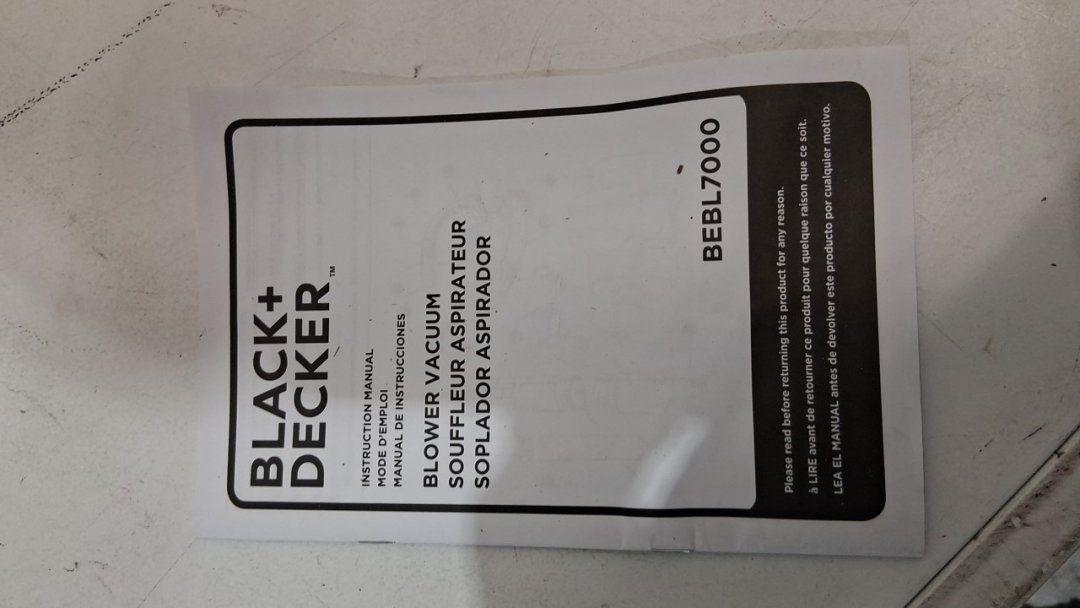 BLACK+
DECKER™
INSTRUCTION MANUAL
MODE D'EMPLOI
MANUAL DE INSTRUCCIONES
BLOWER VACUUM
SOUFFLEUR ASPIRATEUR
SOPLADOR ASPIRADOR
BEBL7000
Please read before returning this product for any reason.
à LIRE avant de retourner ce produit pour quelque raison que ce soit.
LEA EL MANUAL antes de devolver este producto por cualquier motivo.